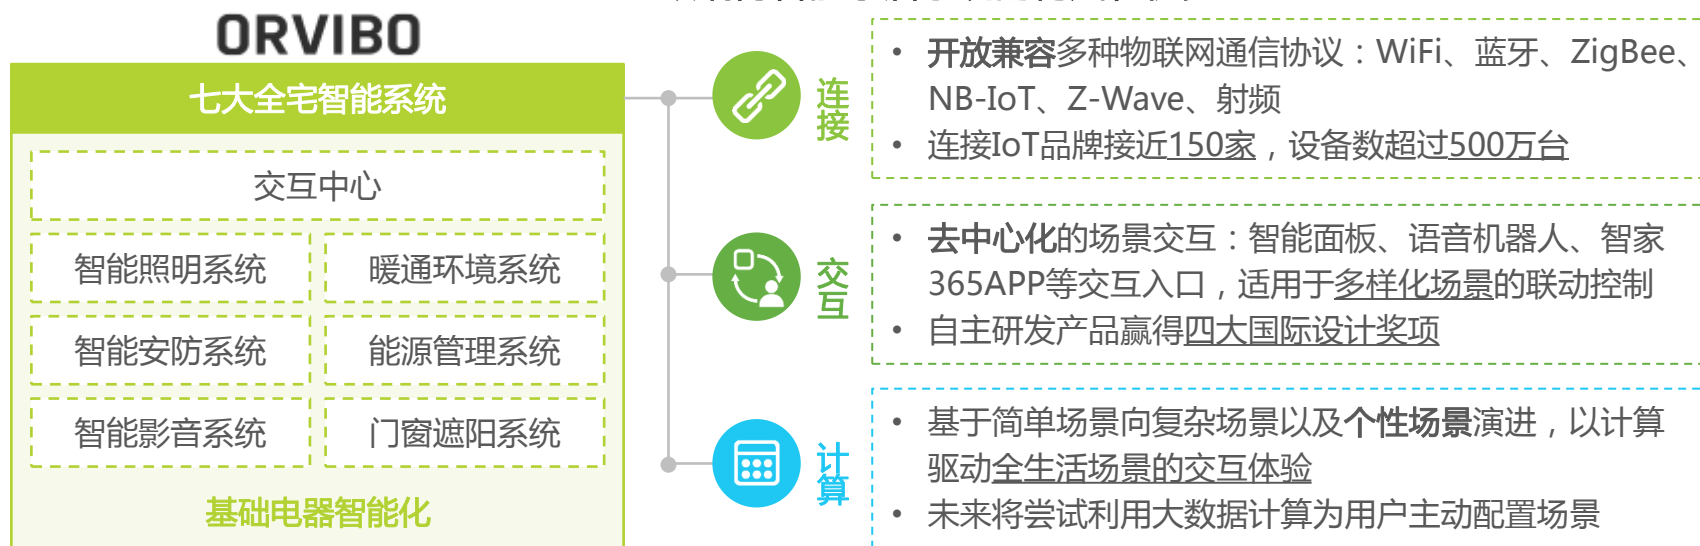 ORVIBO
七大全宅智能系统
交互中心
智能照明系统
暖通环境系统
智能安防系统
能源管理系统
智能影音系统
门窗遮阳系统
基础电器智能化
连接
• 开放兼容多种物联网通信协议：WiFi、蓝牙、ZigBee、
NB-IoT、Z-Wave、射频
• 连接IoT品牌接近150家，设备数超过500万台
交互
• 去中心化的场景交互：智能面板、语音机器人、智家
365APP等交互入口，适用于多样化场景的联动控制
• 自主研发产品赢得四大国际设计奖项
计算
• 基于简单场景向复杂场景以及个性场景演进，以计算
驱动全生活场景的交互体验
• 未来将尝试利用大数据计算为用户主动配置场景